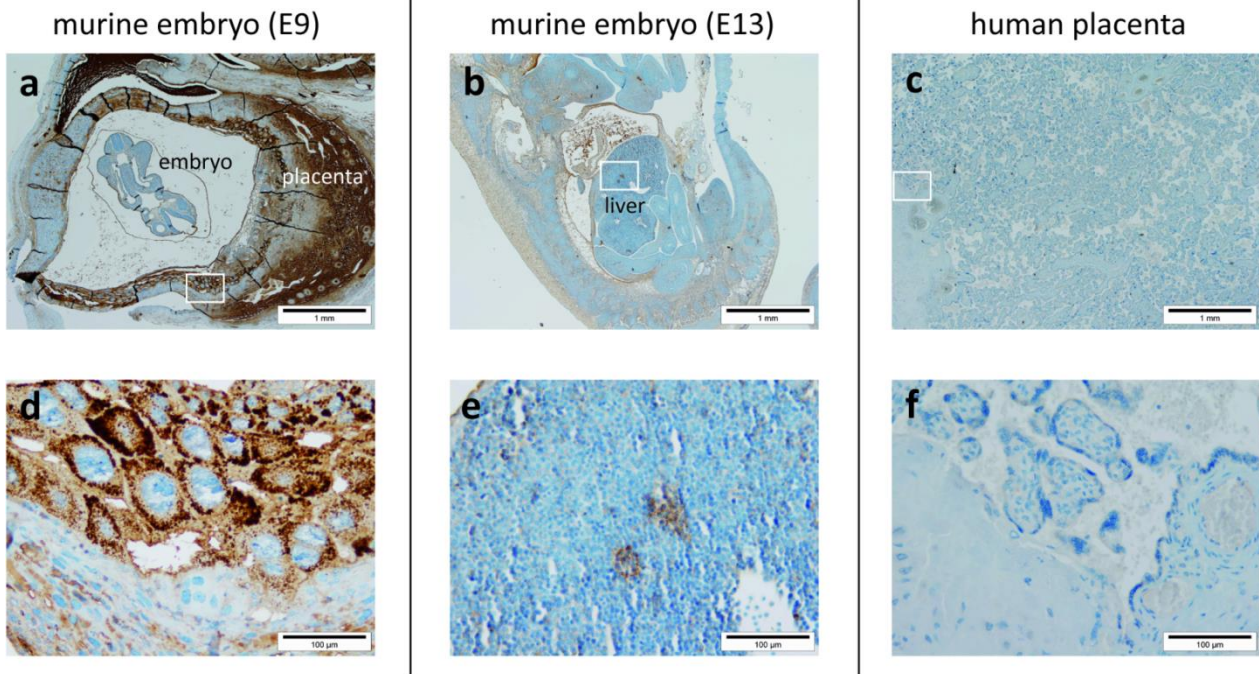 murine embryo (E9)
murine embryo (E13)
human placenta
a
embryo
placenta
1 mm
b
liver
1 mm
c
1 mm
d
100 µm
e
100 µm
f
100 µm